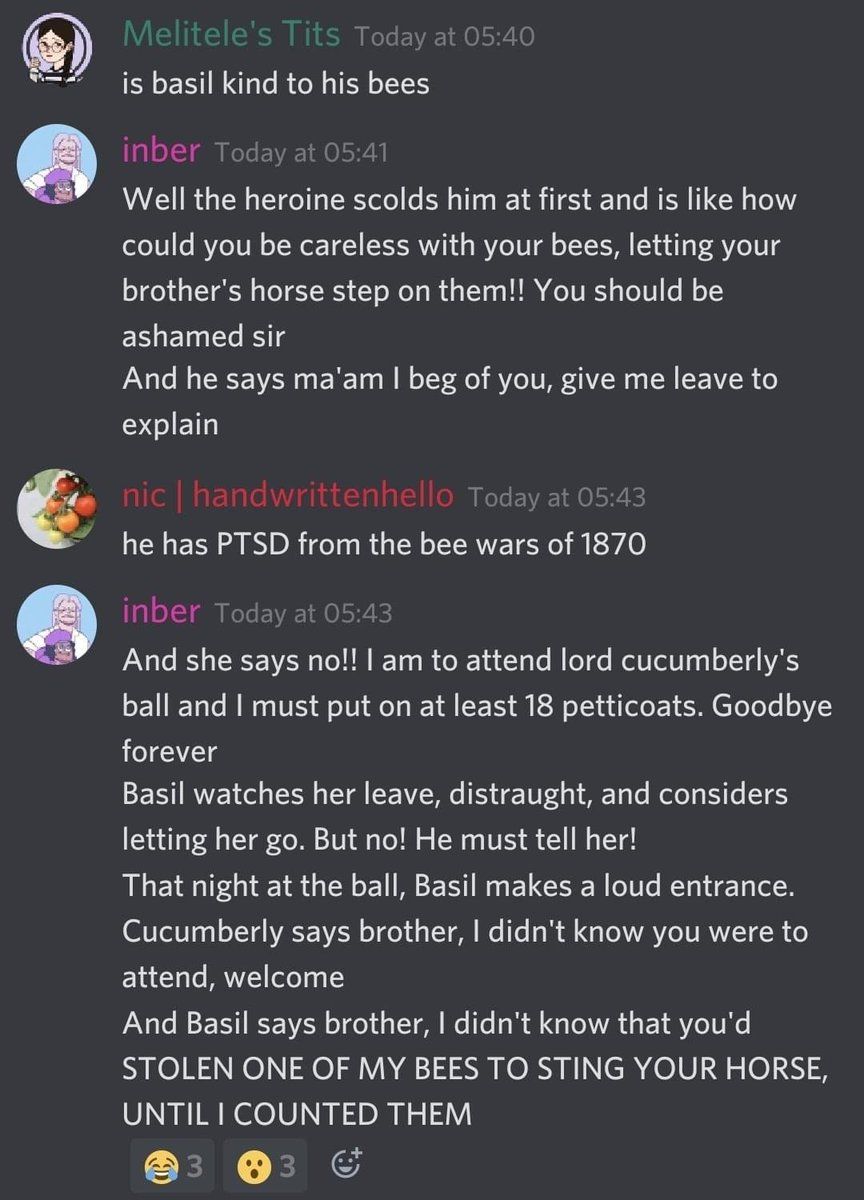 Melitele's Tits Today at 05:40
is basil kind to his bees
inber Today at 05:41
Well the heroine scolds him at first and is like how
could you be careless with your bees, letting your
brother's horse step on them!! You should be
ashamed sir
And he says ma'am I beg of you, give me leave to
explain
nic | handwrittenhello Today at 05:43
he has PTSD from the bee wars of 1870
inber Today at 05:43
And she says no!! I am to attend lord cucumberly's
ball and I must put on at least 18 petticoats. Goodbye
forever
Basil watches her leave, distraught, and considers
letting her go. But no! He must tell her!
That night at the ball, Basil makes a loud entrance.
Cucumberly says brother, I didn't know you were to
attend, welcome
And Basil says brother, I didn't know that you'd
STOLEN ONE OF MY BEES TO STING YOUR HORSE,
UNTIL I COUNTED THEM
3 3